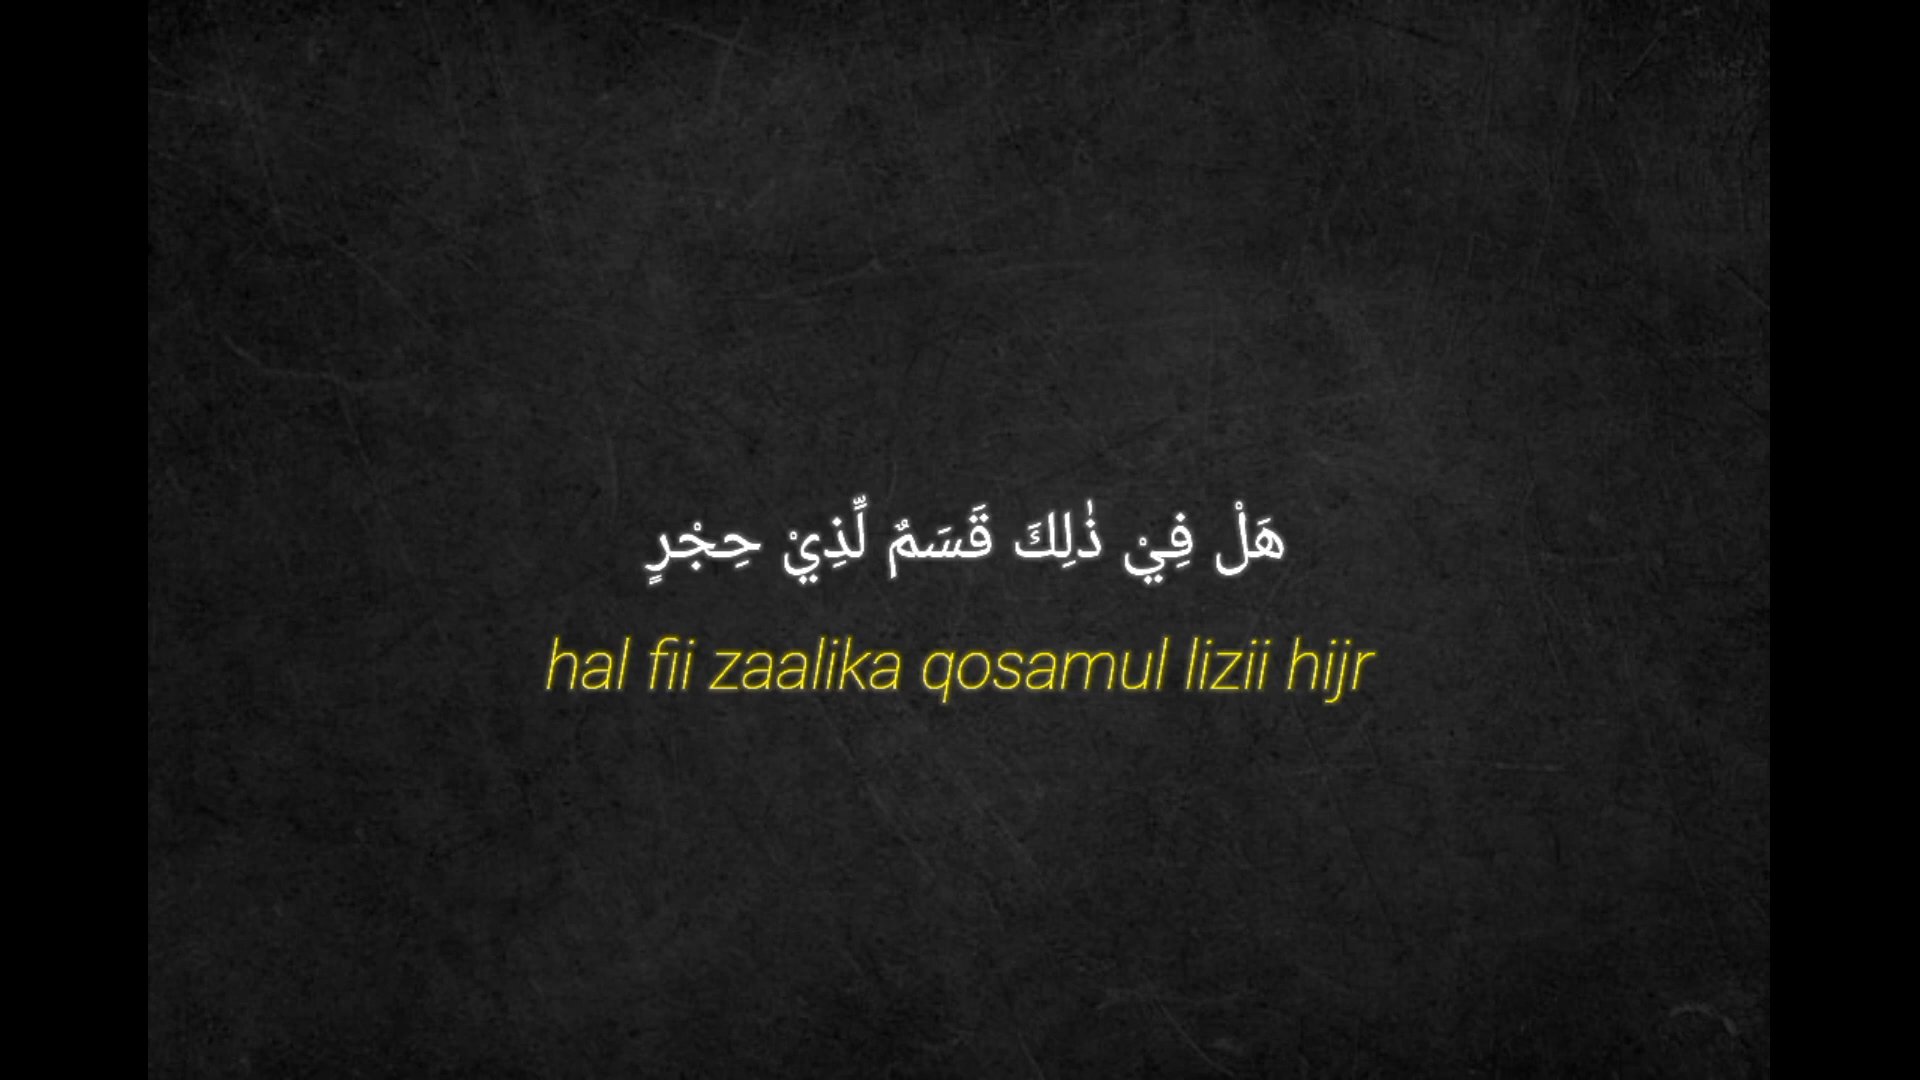 هَلْ فِيْ ذٰلِكَ قَسَمٌ لِّذِيْ حِجْرٍ
hal fii zaalika qosamul lizii hijr